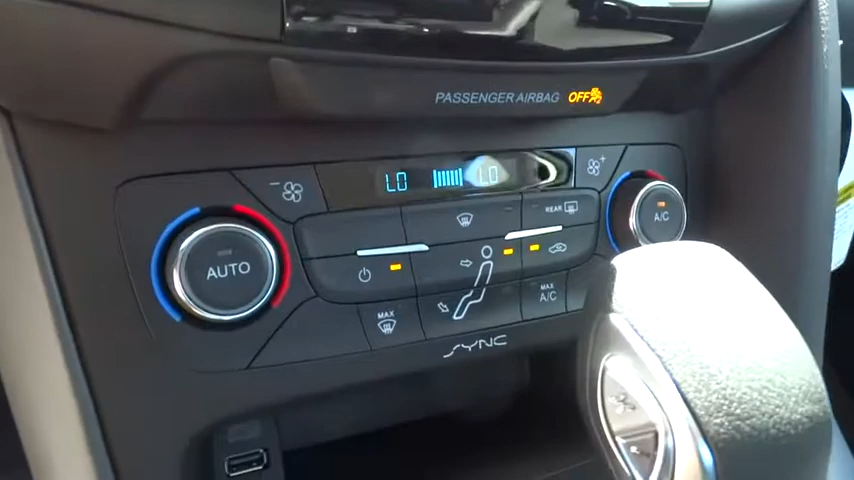 PASSENGER AIRBAG OFF
LO LO
REAR
AUTO
A/C
MAX
MAX
A/C
SYNC